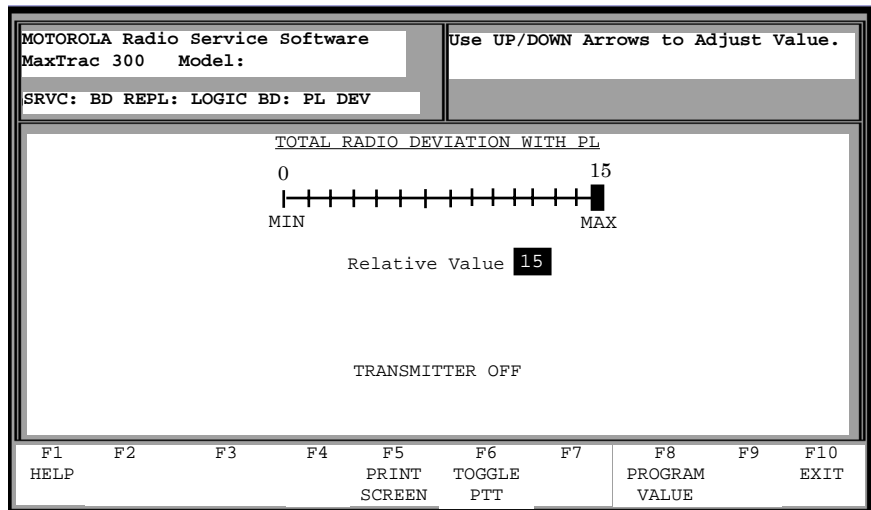 MOTOROLA Radio Service Software
MaxTrac 300 Model:
SRVC: BD REPL: LOGIC BD: PL DEV
Use UP/DOWN Arrows to Adjust Value.
TOTAL RADIO DEVIATION WITH PL
0 15
MIN MAX
Relative Value 15
TRANSMITTER OFF
F1 F2 F3 F4 F5 F6 F7 F8 F9 F10
HELP PRINT TOGGLE PROGRAM EXIT
SCREEN PTT VALUE